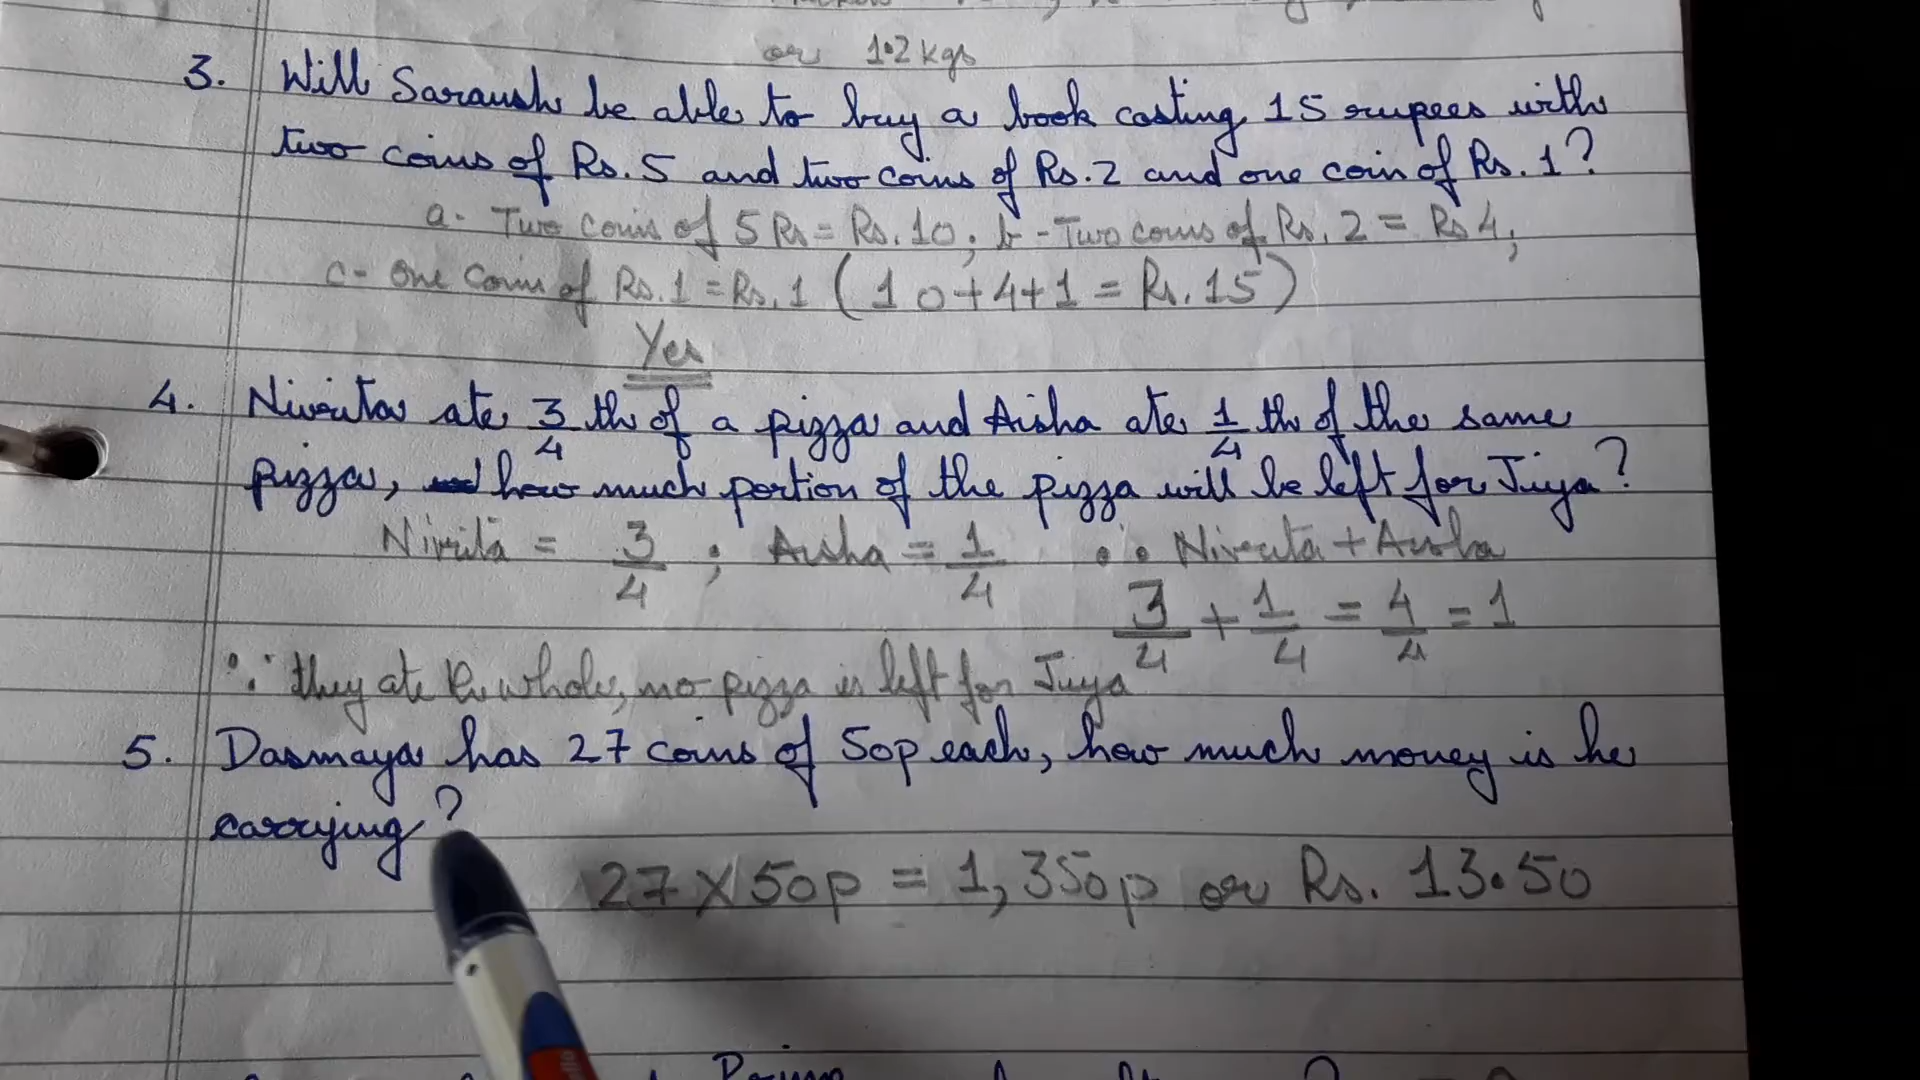 or 1.2 kgs
3. Will Saraush be able to buy a book costing 15 rupees with
two coins of Rs. 5 and two coins of Rs. 2 and one coin of Rs. 1?
a- Two coins of 5 Rs = Rs. 10; b - Two coins of Rs. 2 = Rs 4;
c- one coin of Rs. 1 = Rs. 1 (10+4+1 = Rs. 15)
Yes
4. Nivrita ate 3/4 th of a pizza and Aisha ate 1/4 th of the same
pizza, how much portion of the pizza will be left for Jiya?
Nivrita = 3/4 ; Aisha = 1/4 ∴ Nivrita + Aisha
3/4 + 1/4 = 4/4 = 1
∵ they ate the whole, no pizza is left for Jiya
5. Dasmaya has 27 coins of 50p each, how much money is he
carrying?
27 X 50p = 1,350p or Rs. 13.50